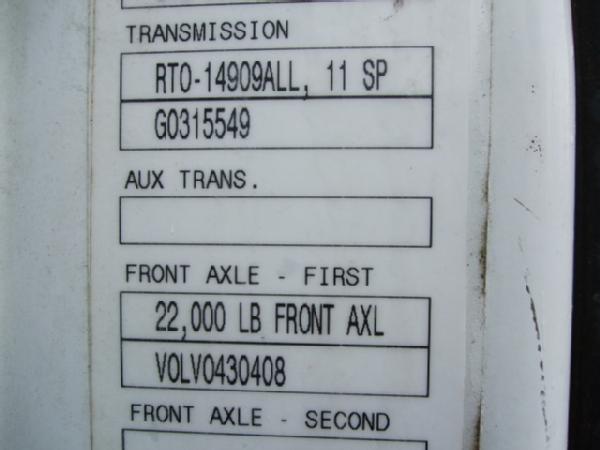 TRANSMISSION
RTO-14909ALL, 11 SP
GO315549
AUX TRANS.
FRONT AXLE - FIRST
22,000 LB FRONT AXL
VOLV0430408
FRONT AXLE - SECOND